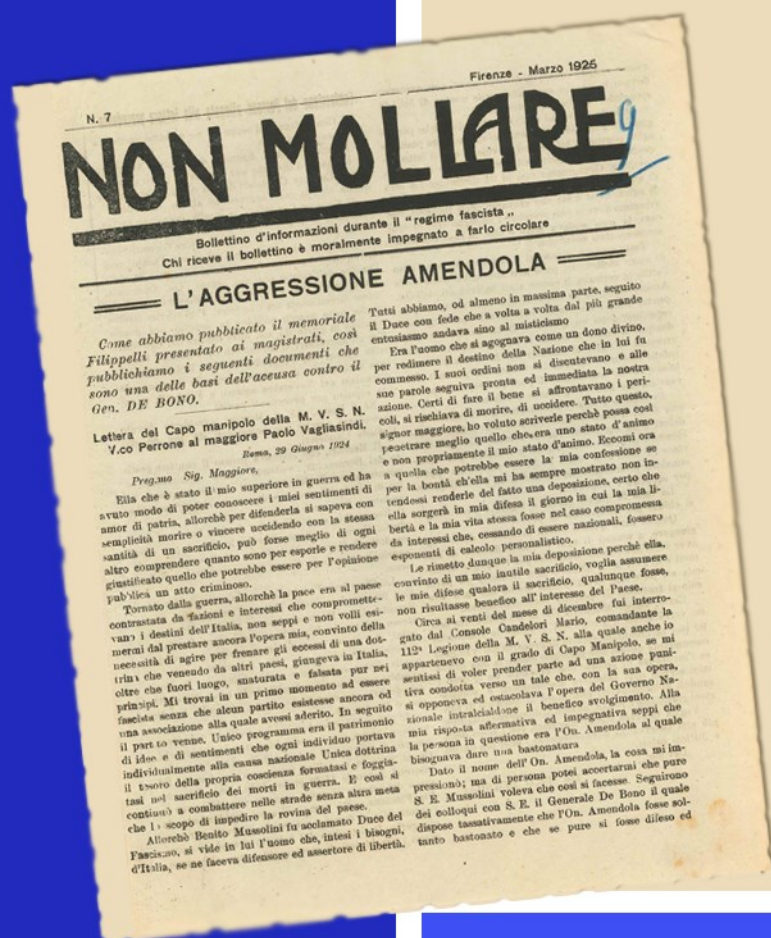 N. 7
Firenze - Marzo 1925
NON MOLLARE
9
Bollettino d'informazioni durante il "regime fascista„
Chi riceve il bollettino è moralmente impegnato a farlo circolare
L'AGGRESSIONE AMENDOLA
Come abbiamo pubbticato il memoriale
Filippelli presentato ai magistrati, così
pubblichiamo i seguenti documenti che
sono una delle basi dell'aceusa contro il
Gen. DE BONO.
Lettera del Capo manipolo della M. V. S. N.
V.co Perrone al maggiore Paolo Vagliasindi.
Roma, 29 Giugno 1924
Preg.mo Sig. Maggiore,
Ella che è stato il mio superiore in guerra ed ha
avuto modo di poter conoscere i miei sentimenti di
amor di patria, allorchè per difenderla si sapeva con
semplicità morire o vincere uccidendo con la stessa
santità di un sacrificio, può forse meglio di ogni
altro comprendere quanto sono per esporle e rendere
giustificato quello che potrebbe essere per l'opinione
pubblica un atto criminoso.
Tornato dalla guerra, allorchè la pace era al paese
contrastata da fazioni e interessi che compromette-
vano i destini dell'Italia, non seppi e non volli esi-
mermi dal prestare ancora l'opera mia, convinto della
necessità di agire per frenare gli eccessi di una dot-
trina che venendo da altri paesi, giungeva in Italia,
oltre che fuori luogo, snaturata e falsata pur nei
principi. Mi trovai in un primo momento ad essere
fascista senza che alcun partito esistesse ancora od
una associazione alla quale avessi aderito. In seguito
il partito venne. Unico programma era il patrimonio
di idee e di sentimenti che ogni individuo portava
individualmente alla causa nazionale Unica dottrina
il tesoro della propria coscienza formatasi e foggia-
tasi nel sacrificio dei morti in guerra. E così si
continuò a combattere nelle strade senza altra meta
che lo scopo di impedire la rovina del paese.
Allorchè Benito Mussolini fu acclamato Duce del
Fascismo, si vide in lui l'uomo che, intesi i bisogni,
d'Italia, se ne faceva difensore ed assertore di libertà.
Tutti abbiamo, od almeno in massima parte, seguito
il Duce con fede che a volta a volta dal più grande
entusiasmo andava sino al misticismo
Era l'uomo che si agognava come un dono divino,
per redimere il destino della Nazione che in lui fu
commesso. I suoi ordini non si discutevano e alle
sue parole seguiva pronta ed immediata la nostra
azione. Certi di fare il bene si affrontavano i peri-
coli, si rischiava di morire, di uccidere. Tutto questo,
signor maggiore, ho voluto scriverle perchè possa così
penetrare meglio quello che era uno stato d'animo
e non propriamente il mio stato d'animo. Eccomi ora
a quella che potrebbe essere la mia confessione se
per la bontà ch'ella mi ha sempre mostrato non in-
tendessi renderle del fatto una deposizione, certo che
ella sorgerà in mia difesa il giorno in cui la mia li-
bertà e la mia vita stessa fosse nel caso compromessa
da interessi che, cessando di essere nazionali, fossero
esponenti di calcolo personalistico.
Le rimetto dunque la mia deposizione perchè ella,
convinto di un mio inutile sacrificio, voglia assumere
le mie difese qualora il sacrificio, qualunque fosse,
non risultasse benefico all'interesse del Paese.
Circa ai venti del mese di dicembre fui interro-
gato dal Console Candelori Mario, comandante la
112ª Legione della M. V. S. N. alla quale anche io
appartenevo con il grado di Capo Manipolo, se mi
sentissi di voler prender parte ad una azione puni-
tiva condotta verso un tale che, con la sua opera,
si opponeva ed ostacolava l'opera del Governo Na-
zionale intralcialdone il benefico svolgimento. Alla
mia risposta affermativa ed impegnativa seppi che
la persona in questione era l'On. Amendola al quale
bisognava dare una bastonatura
Dato il nome dell'On. Amendola, la cosa mi im-
pressionò; ma di persona potei accertarmi che pure
S. E. Mussolini voleva che così si facesse. Seguirono
dei colloqui con S. E. il Generale De Bono il quale
dispose tassativamente che l'On. Amendola fosse sol-
tanto bastonato e che se pure si fosse difeso ed